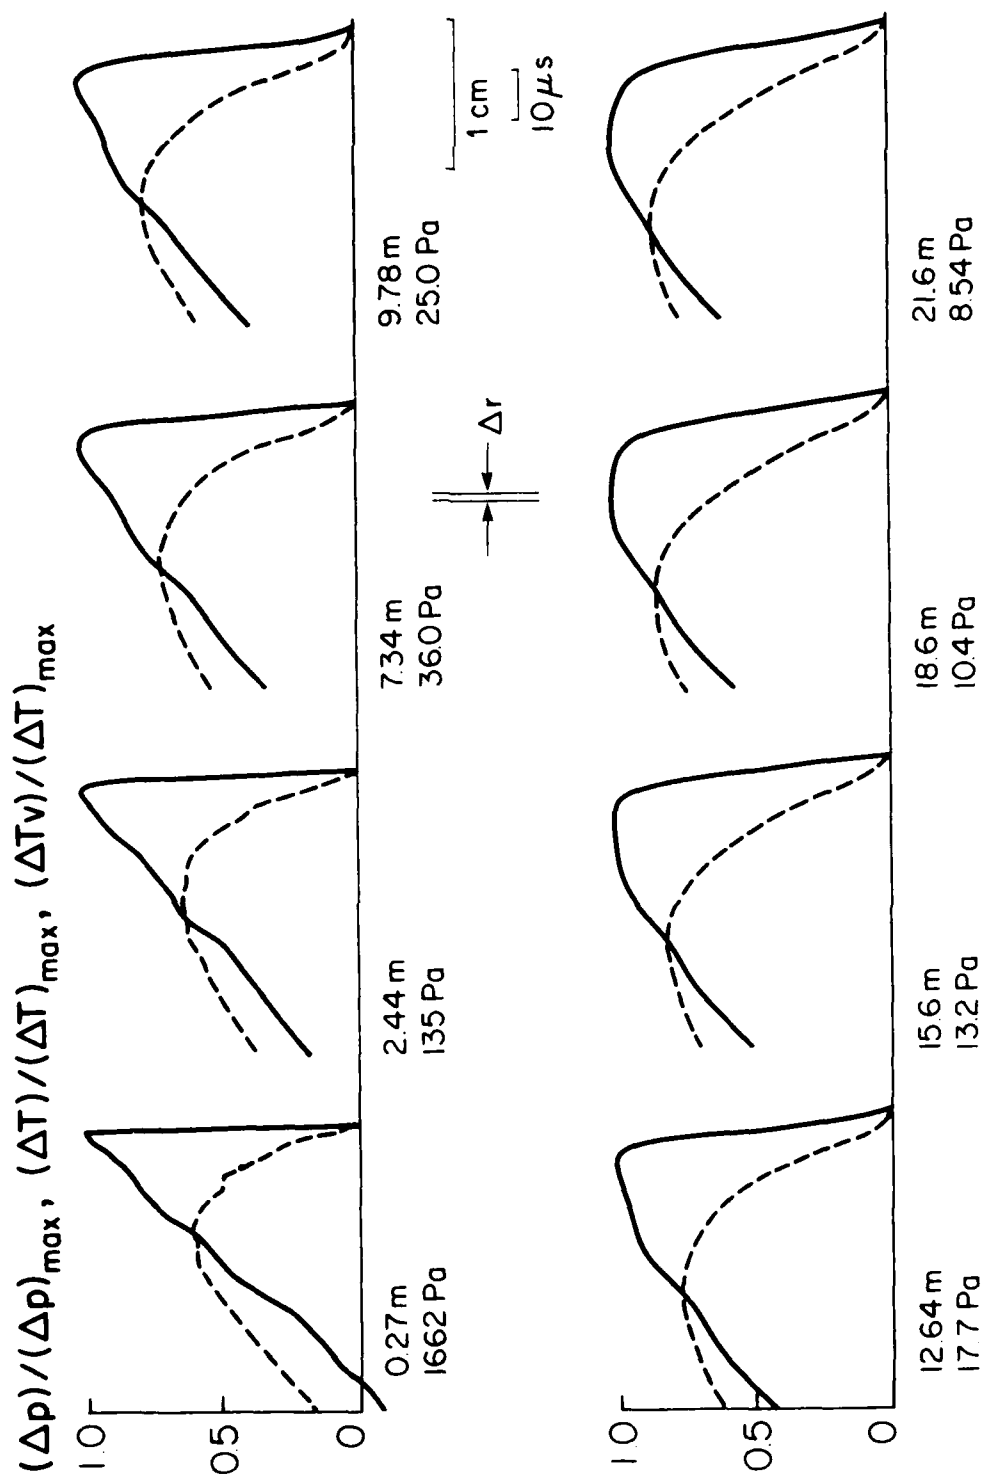 (Δp)/(Δp)max, (ΔT)/(ΔT)max, (ΔTv)/(ΔT)max
1.0
0.5
0
0.27m
1662 Pa
2.44 m
135 Pa
7.34 m
36.0 Pa
9.78 m
25.0 Pa
Δr
1 cm
10 μs
1.0
0.5
0
12.64 m
17.7 Pa
15.6 m
13.2 Pa
18.6 m
10.4 Pa
21.6 m
8.54 Pa